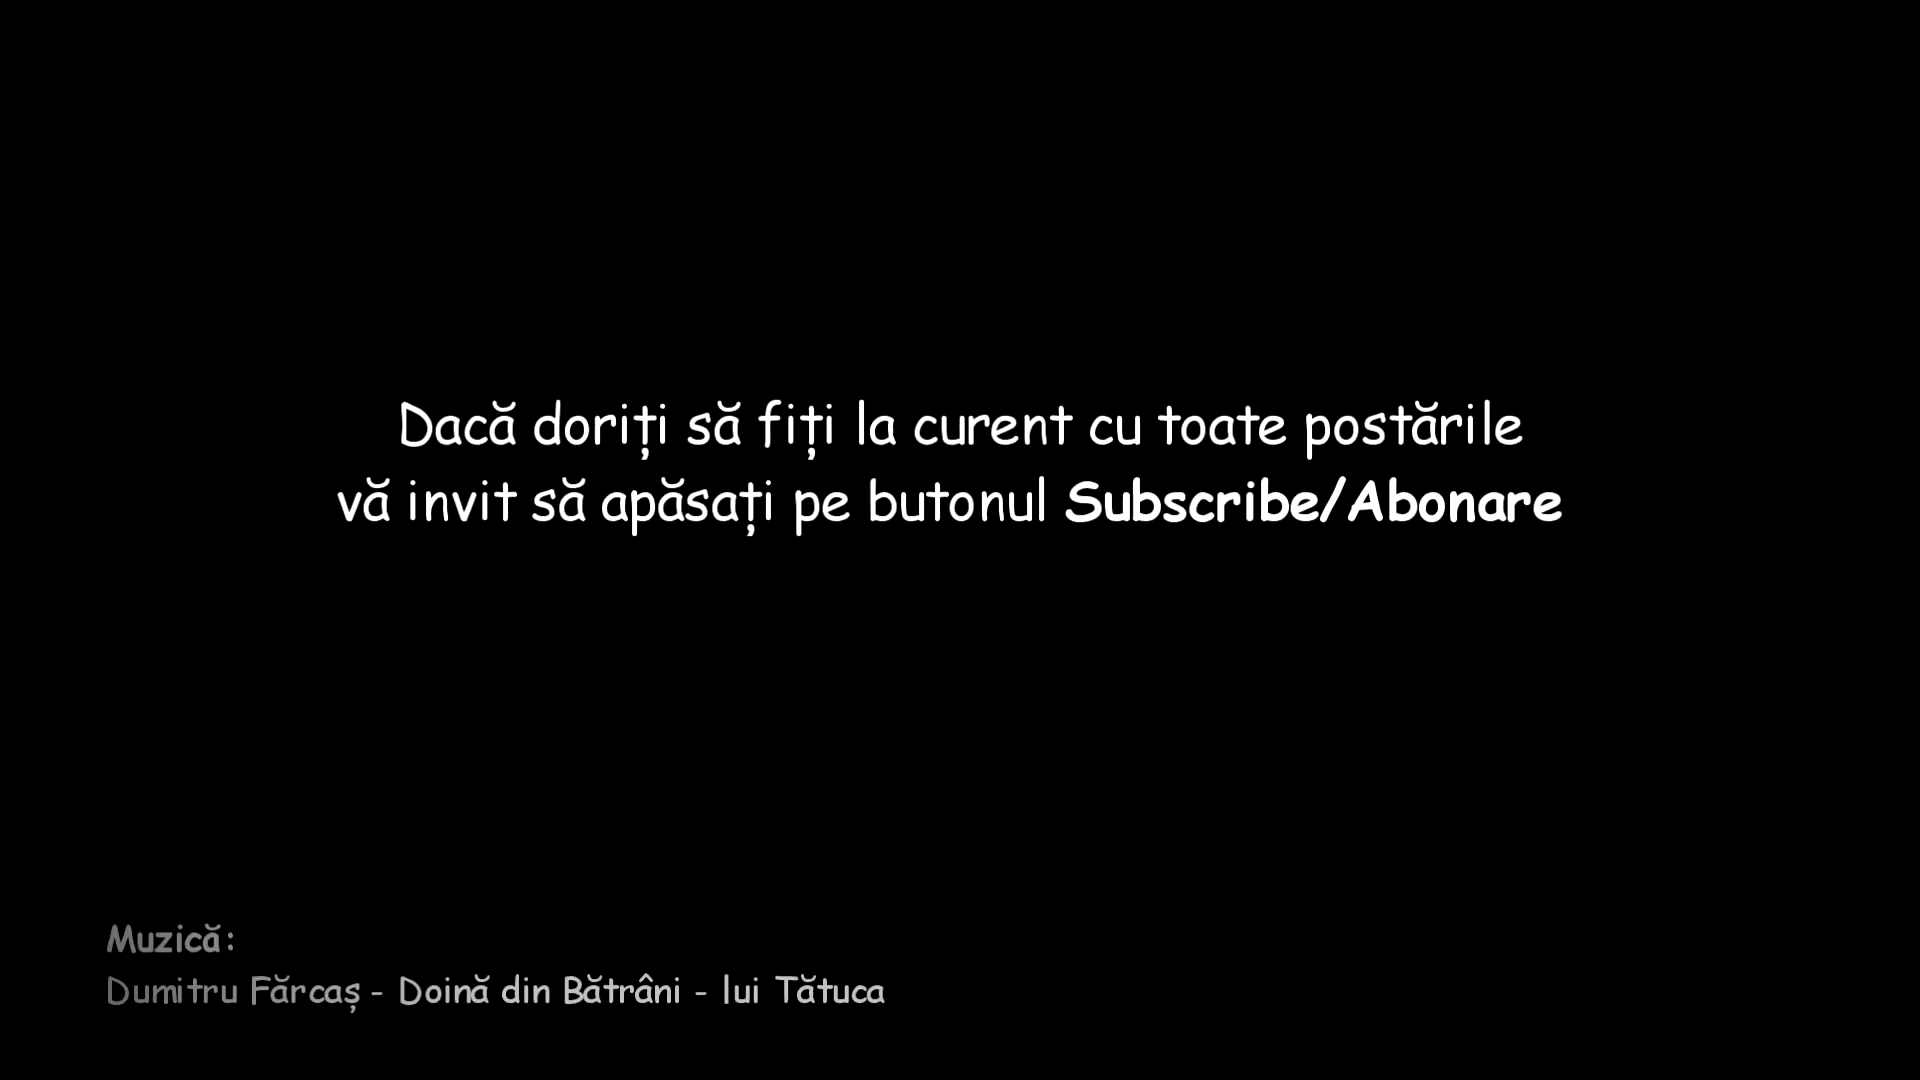 Dacă doriți să fiți la curent cu toate postările
vă invit să apăsați pe butonul Subscribe/Abonare
Muzică:
Dumitru Fărcaș - Doină din Bătrâni - lui Tătuca